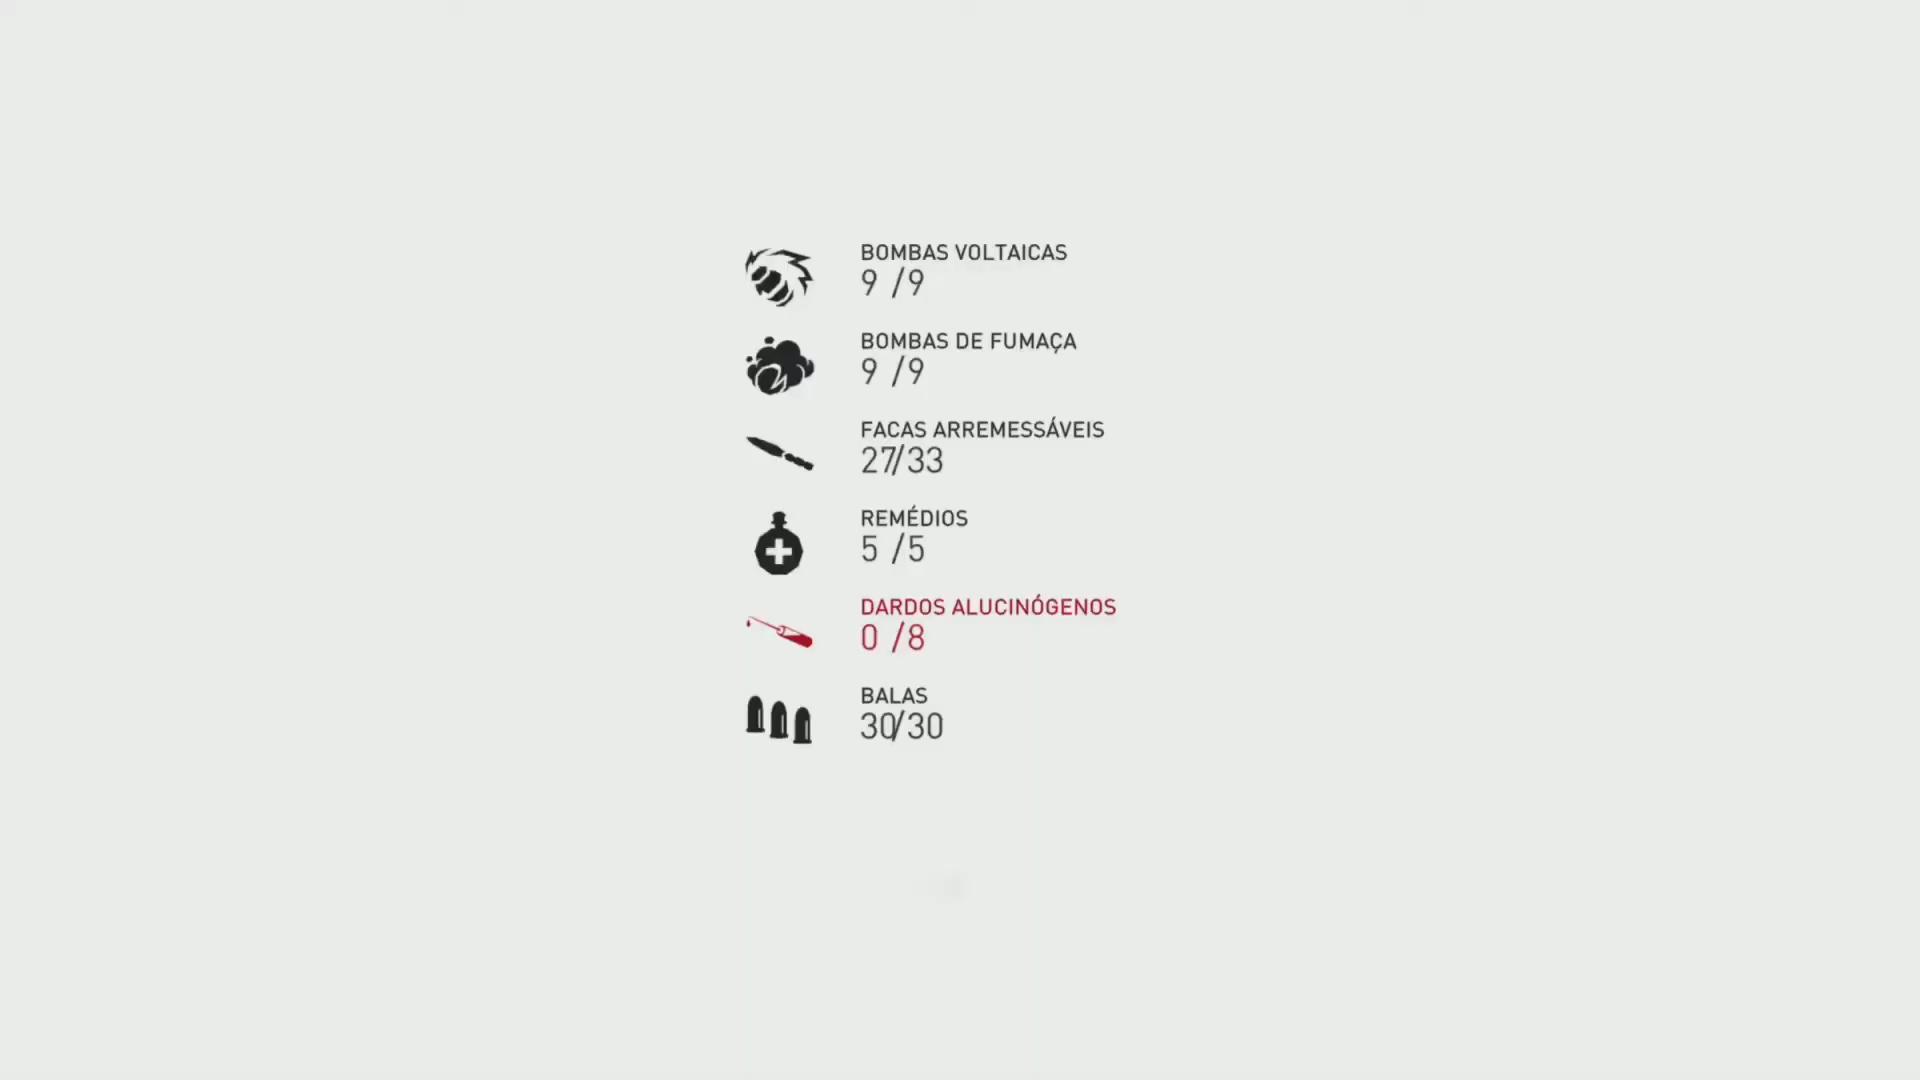 BOMBAS VOLTAICAS
9 /9
BOMBAS DE FUMAÇA
9 /9
FACAS ARREMESSÁVEIS
27/33
REMÉDIOS
5 /5
DARDOS ALUCINÓGENOS
0 /8
BALAS
30/30